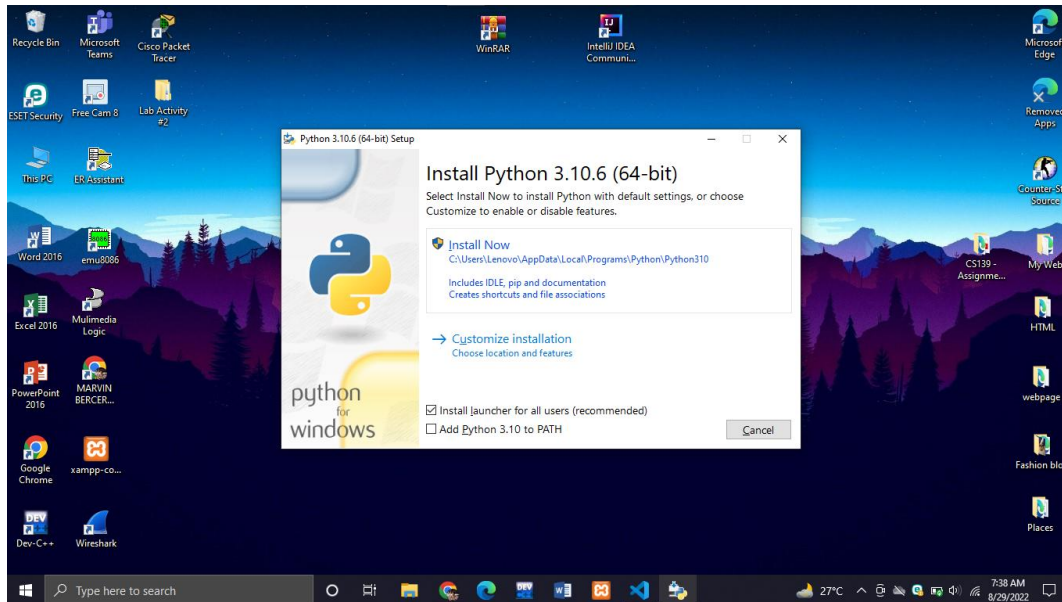 Recycle Bin
Microsoft
Teams
Cisco Packet
Tracer
WinRAR
IntelliJ IDEA
Communi...
Microsof
Edge
ESET Security
Free Cam 8
Lab Activity
#2
Removed
Apps
This PC
ER Assistant
Counter-St
Source
Word 2016
emu8086
CS139 -
Assignme...
My Web
Excel 2016
Mulimedia
Logic
HTML
PowerPoint
2016
MARVIN
BERCER...
webpage
Google
Chrome
xampp-co...
Fashion blo
DEV
Dev-C++
Wireshark
Places
Python 3.10.6 (64-bit) Setup
Install Python 3.10.6 (64-bit)
Select Install Now to install Python with default settings, or choose
Customize to enable or disable features.
Install Now
C:\Users\Lenovo\AppData\Local\Programs\Python\Python310
Includes IDLE, pip and documentation
Creates shortcuts and file associations
Customize installation
Choose location and features
python
for
windows
Install launcher for all users (recommended)
Add Python 3.10 to PATH
Cancel
Type here to search
27°C
7:38 AM
8/29/2022